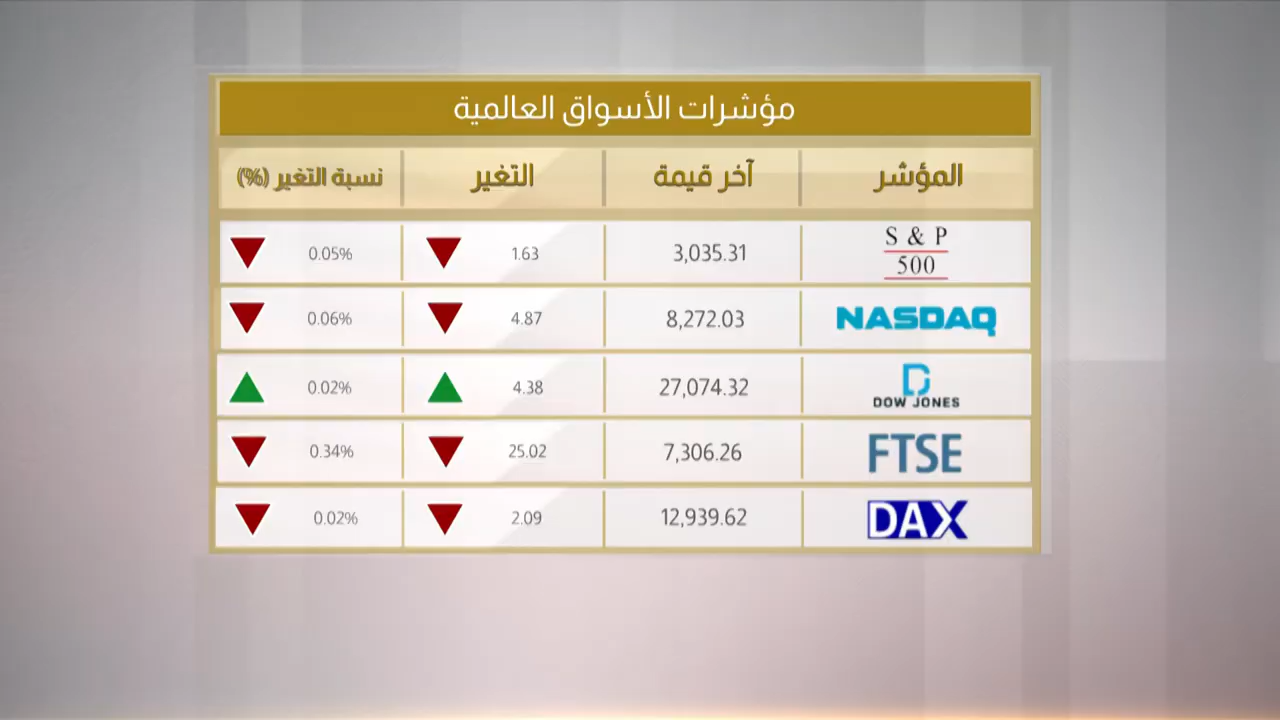 مؤشرات الأسواق العالمية
المؤشر آخر قيمة التغير نسبة التغير (%)
S & P
500 3,035.31 1.63 0.05%
NASDAQ 8,272.03 4.87 0.06%
DOW JONES 27,074.32 4.38 0.02%
FTSE 7,306.26 25.02 0.34%
DAX 12,939.62 2.09 0.02%